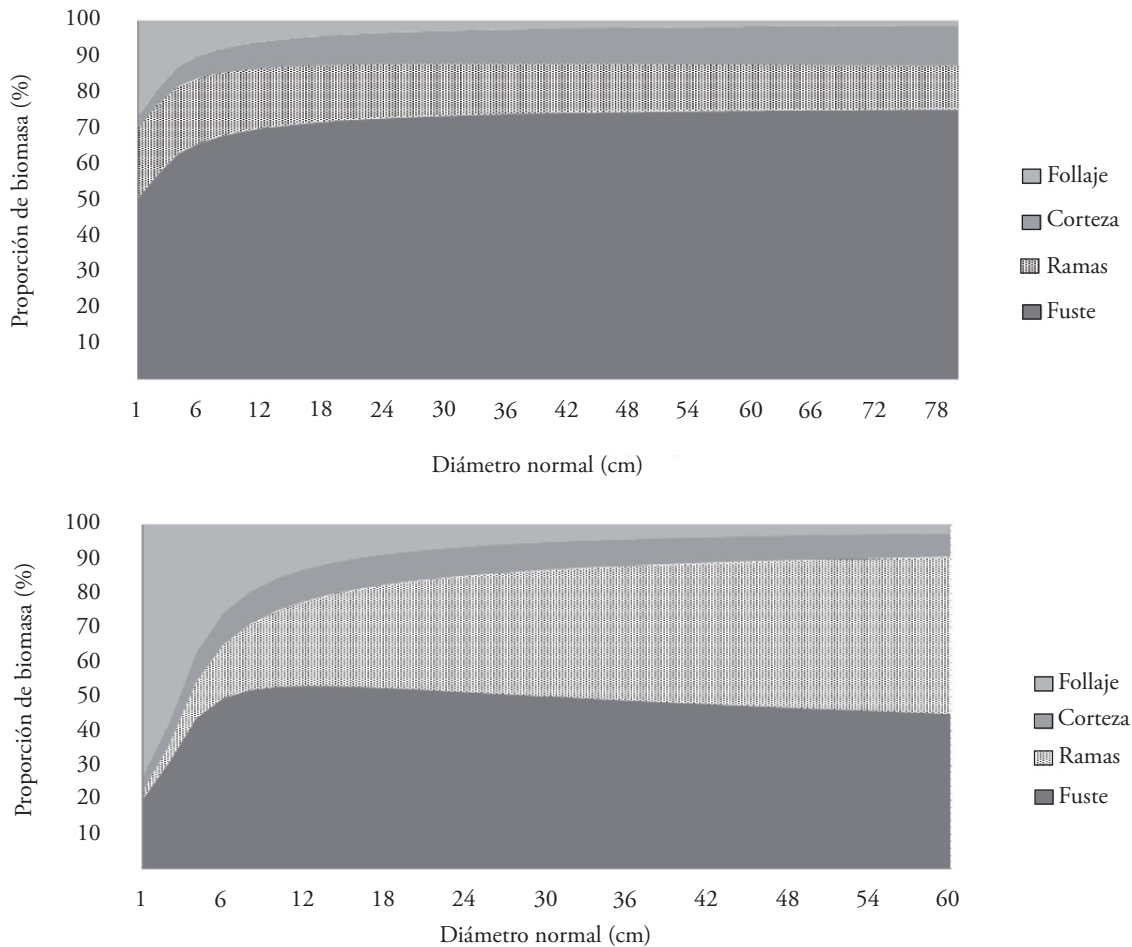 Proporción de biomasa (%)
100
90
80
70
60
50
40
30
20
10
1 6 12 18 24 30 36 42 48 54 60 66 72 78
Diámetro normal (cm)
Follaje
Corteza
Ramas
Fuste
Proporción de biomasa (%)
100
90
80
70
60
50
40
30
20
10
1 6 12 18 24 30 36 42 48 54 60
Diámetro normal (cm)
Follaje
Corteza
Ramas
Fuste